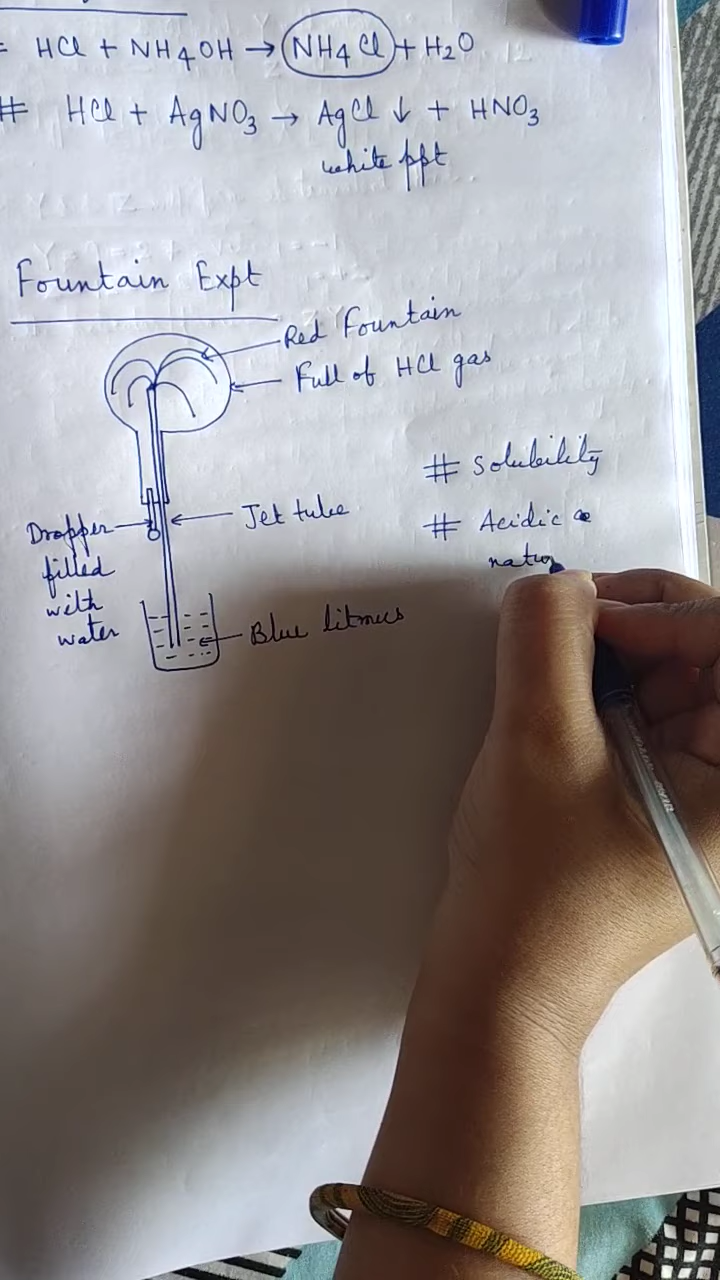 = HCl + NH4OH → NH4Cl + H2O
# HCl + AgNO3 → AgCl ↓ + HNO3
white ppt
Fountain Expt
Red Fountain
Full of HCl gas
# Solubility
Jet tube
# Acidic
Dropper
filled
with
water
Blue litmus